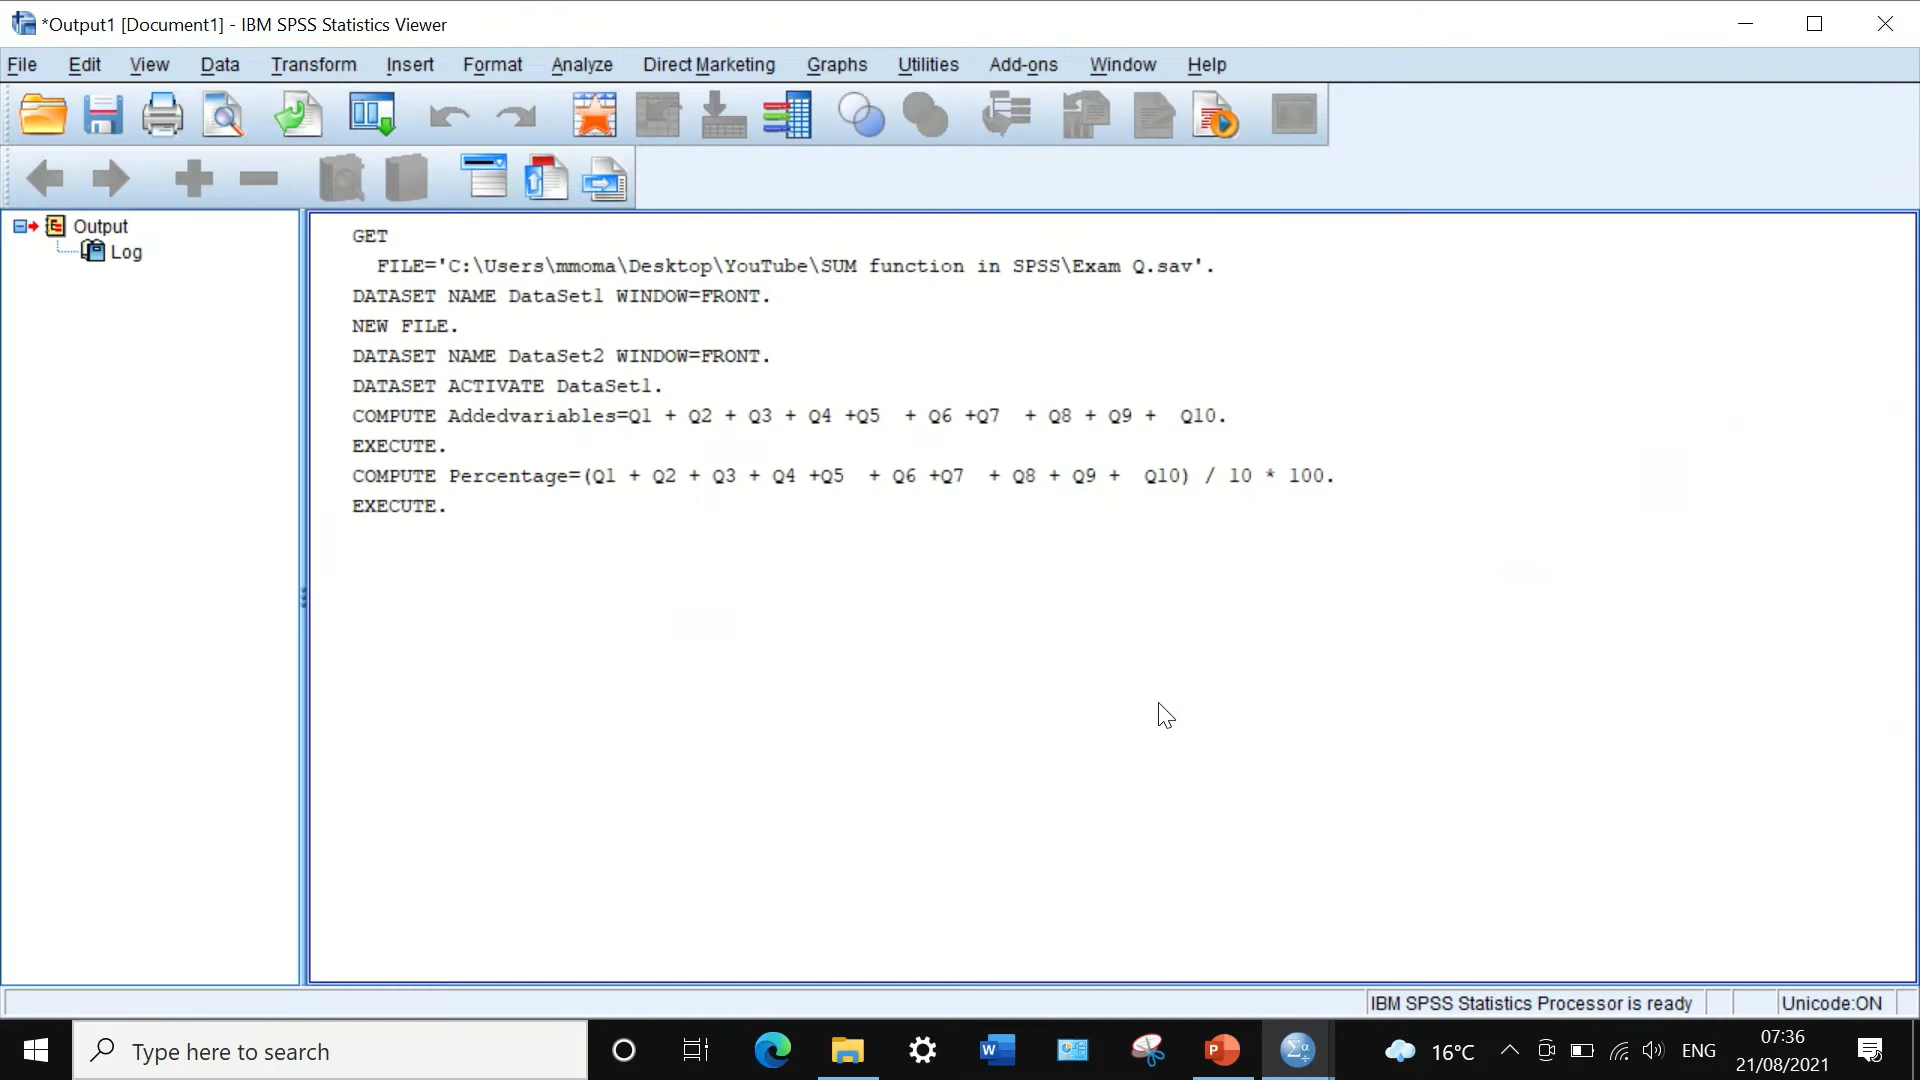 *Output1 [Document1] - IBM SPSS Statistics Viewer
File Edit View Data Transform Insert Format Analyze Direct Marketing Graphs Utilities Add-ons Window Help
Output
Log
GET
FILE='C:\Users\mmoma\Desktop\YouTube\SUM function in SPSS\Exam Q.sav'.
DATASET NAME DataSet1 WINDOW=FRONT.
NEW FILE.
DATASET NAME DataSet2 WINDOW=FRONT.
DATASET ACTIVATE DataSet1.
COMPUTE Addedvariables=Q1 + Q2 + Q3 + Q4 +Q5  + Q6 +Q7  + Q8 + Q9 +  Q10.
EXECUTE.
COMPUTE Percentage=(Q1 + Q2 + Q3 + Q4 +Q5  + Q6 +Q7  + Q8 + Q9 +  Q10) / 10 * 100.
EXECUTE.
IBM SPSS Statistics Processor is ready Unicode:ON
Type here to search
16°C ENG
07:36
21/08/2021